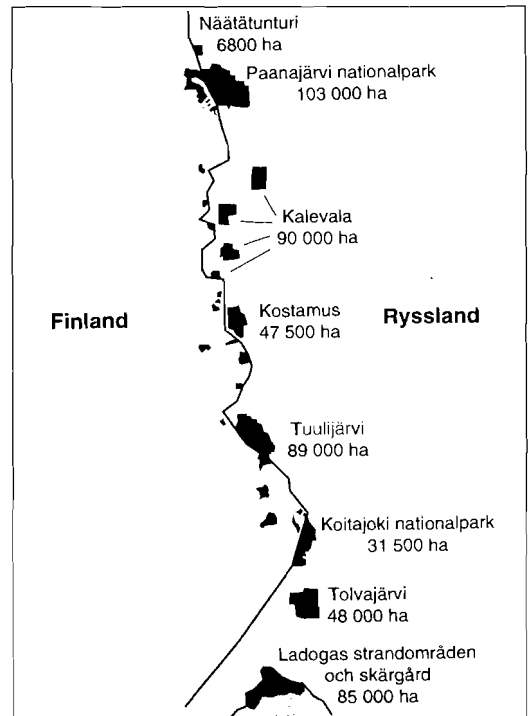 Näätätunturi
6800 ha
Paanajärvi nationalpark
103 000 ha
Kalevala
90 000 ha
Finland
Kostamus
47 500 ha
Ryssland
Tuulijärvi
89 000 ha
Koitajoki nationalpark
31 500 ha
Tolvajärvi
48 000 ha
Ladogas strandområden
och skärgård
85 000 ha